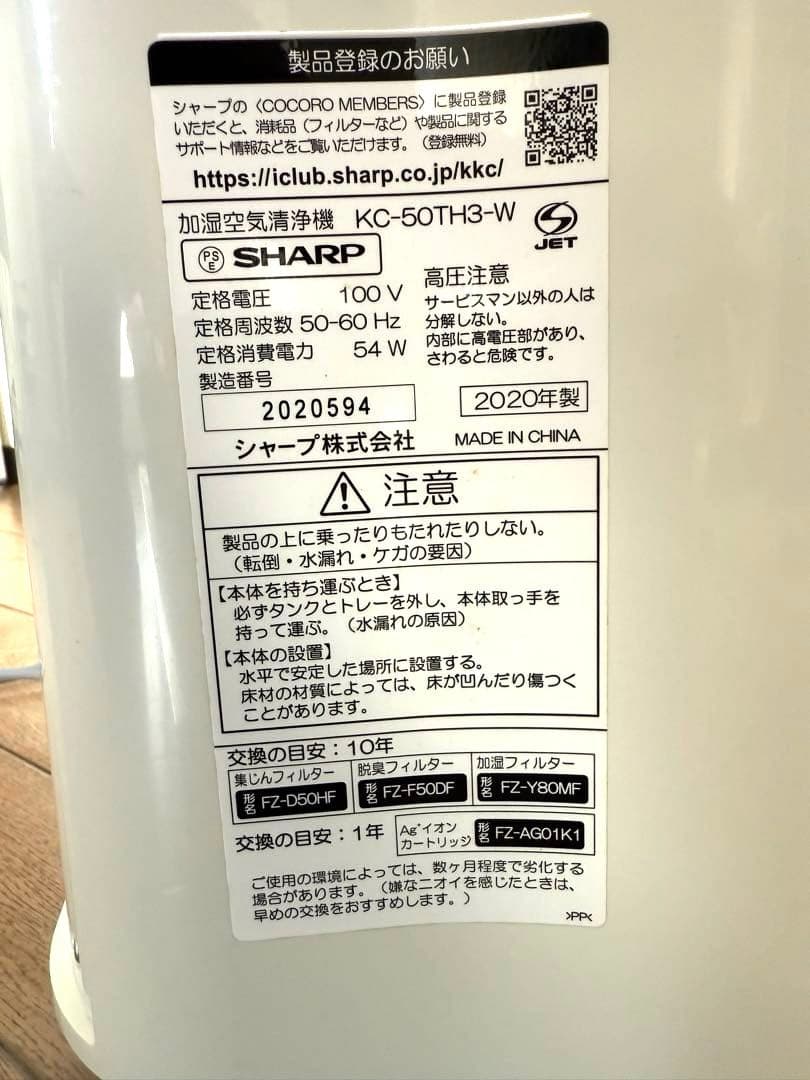 製品登録のお願い
シャープの〈COCORO MEMBERS〉に製品登録
いただくと、消耗品（フィルターなど）や製品に関する
サポート情報などをご覧いただけます。（登録無料）
https://iclub.sharp.co.jp/kkc/
加湿空気清浄機 KC-50TH3-W
JET
PSE SHARP
定格電圧 100 V
定格周波数 50-60 Hz
定格消費電力 54 W
製造番号
2020594
シャープ株式会社
高圧注意
サービスマン以外の人は
分解しない。
内部に高電圧部があり、
さわると危険です。
2020年製
MADE IN CHINA
注意
製品の上に乗ったりもたれたりしない。
（転倒・水漏れ・ケガの要因）
【本体を持ち運ぶとき】
必ずタンクとトレーを外し、本体取っ手を
持って運ぶ。（水漏れの原因）
【本体の設置】
水平で安定した場所に設置する。
床材の材質によっては、床が凹んだり傷つく
ことがあります。
交換の目安：10年
集じんフィルター
形名 FZ-D50HF
脱臭フィルター
形名 FZ-F50DF
加湿フィルター
形名 FZ-Y80MF
交換の目安：1年
Ag⁺イオン
カートリッジ
形名 FZ-AG01K1
ご使用の環境によっては、数ヶ月程度で劣化する
場合があります。（嫌なニオイを感じたときは、
早めの交換をおすすめします。）
>PP<